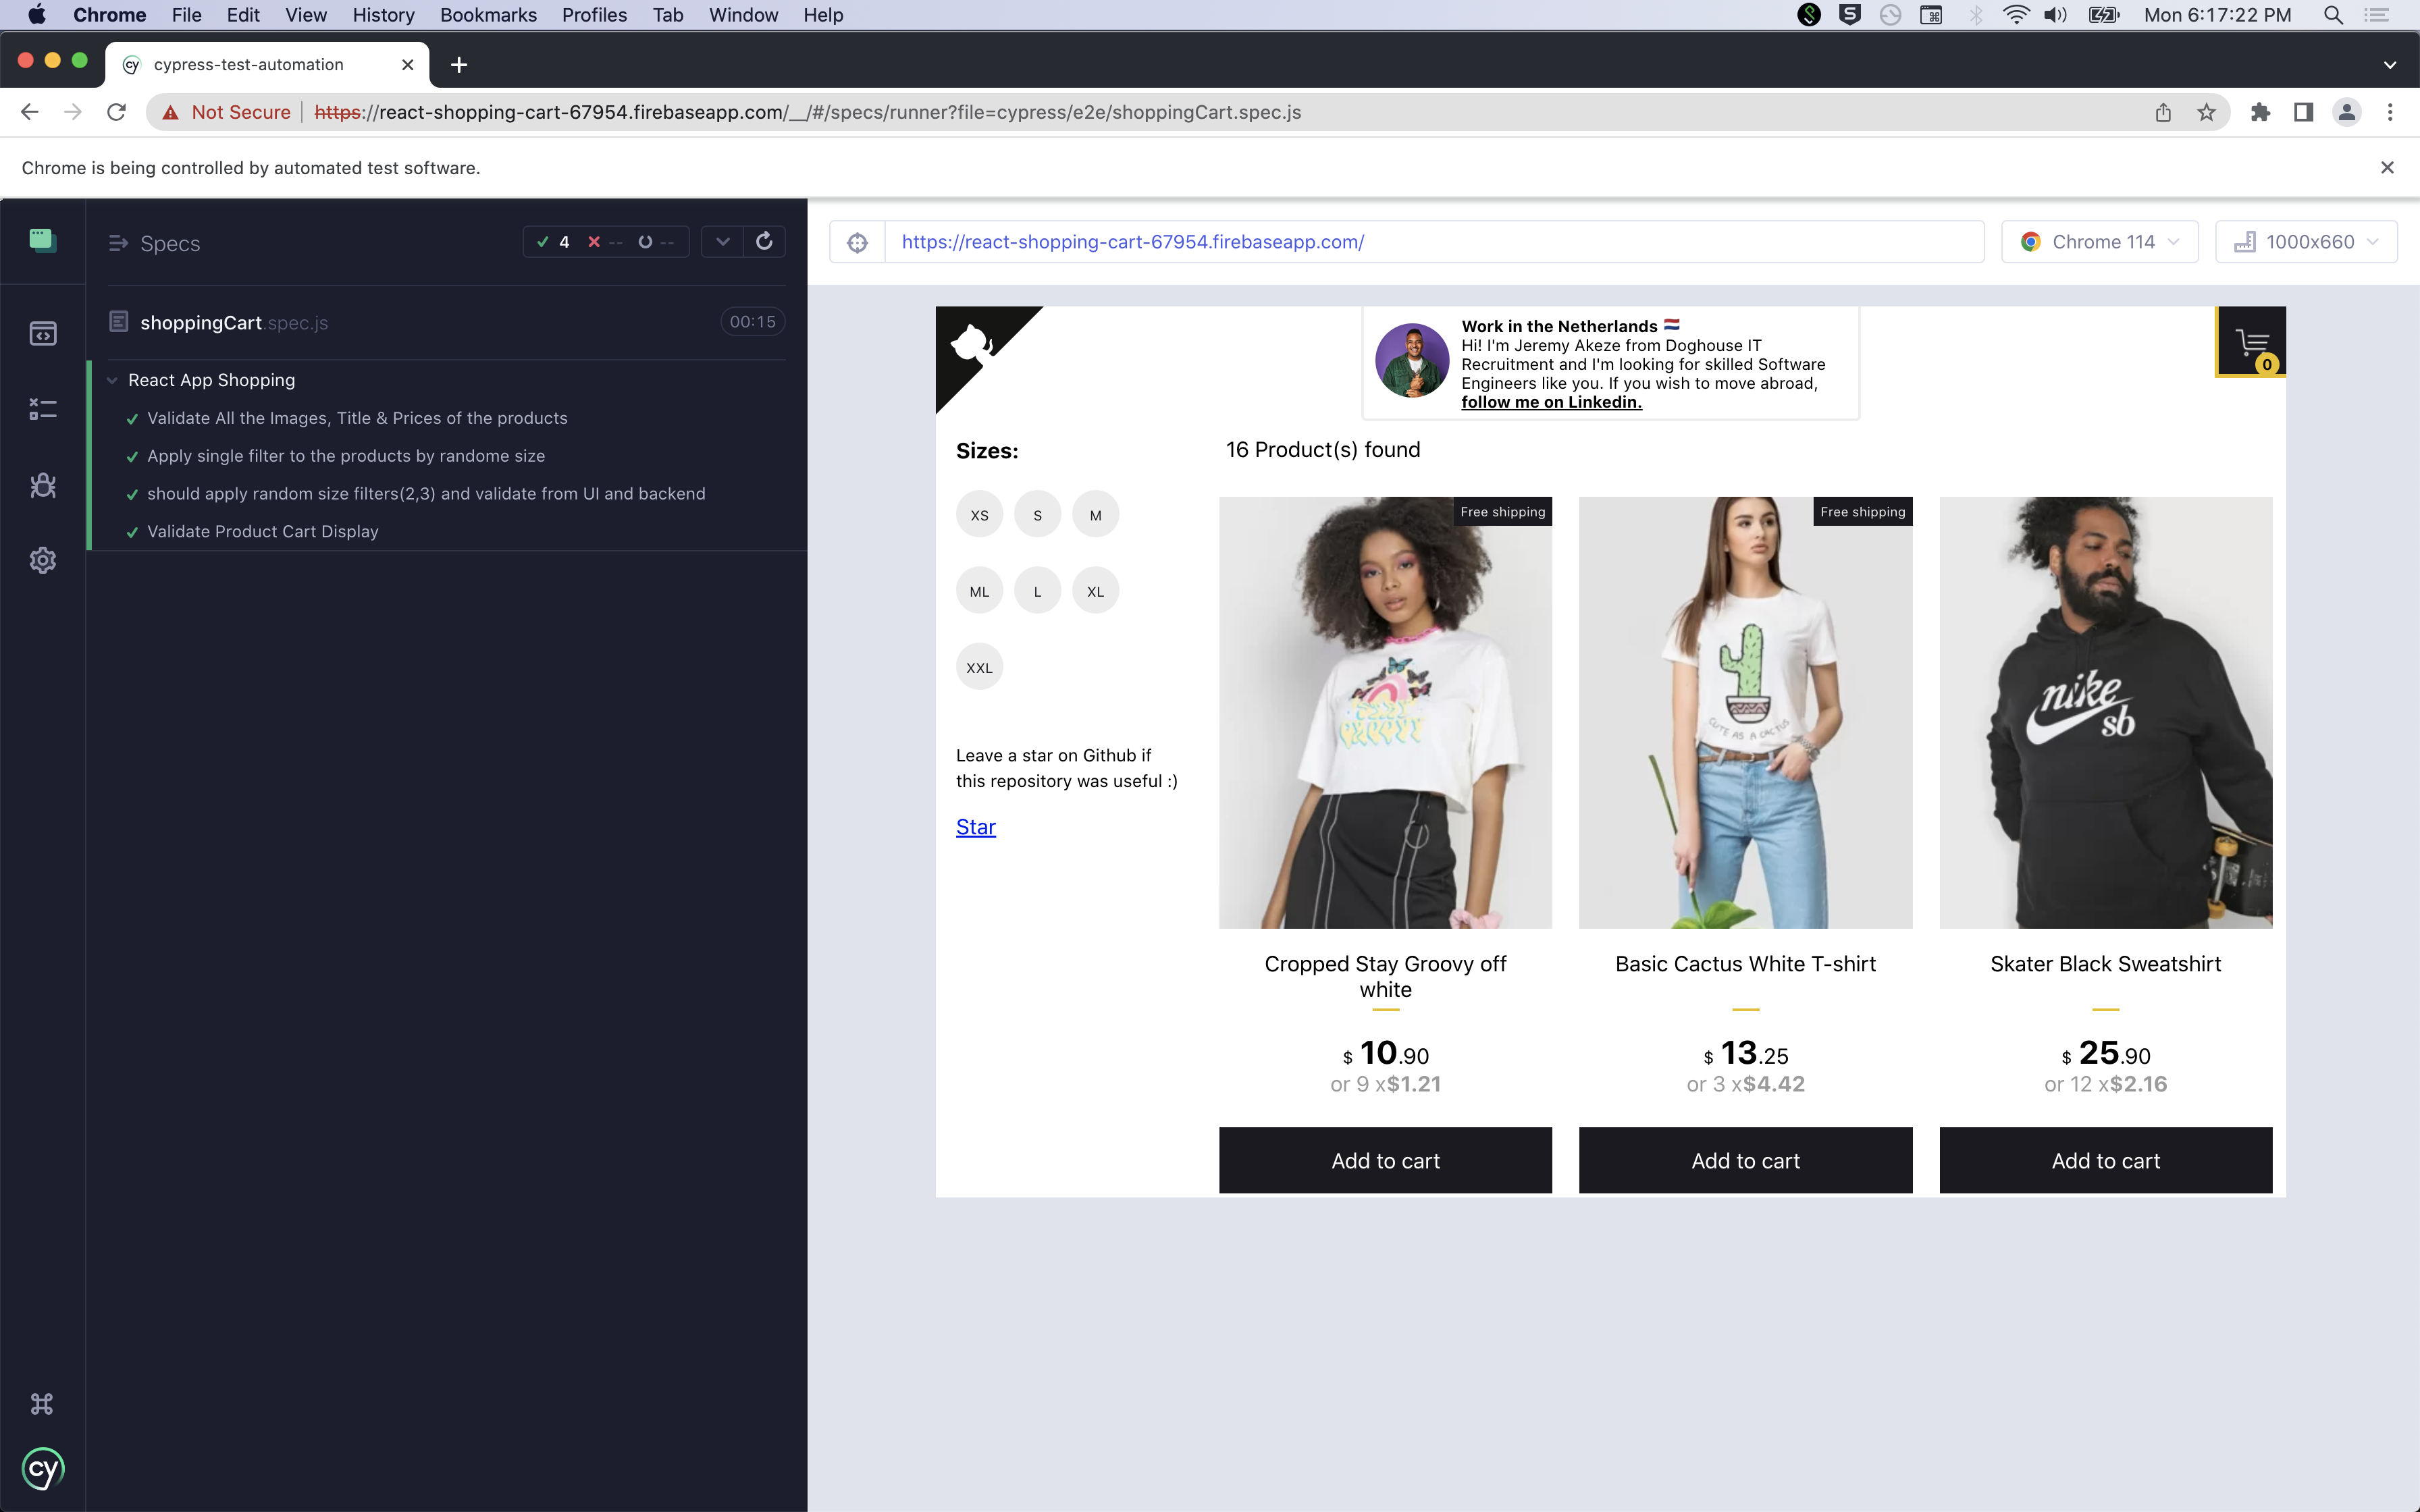 Chrome File Edit View History Bookmarks Profiles Tab Window Help Mon 6:17:22 PM
cypress-test-automation
Not Secure https://react-shopping-cart-67954.firebaseapp.com/__/#/specs/runner?file=cypress/e2e/shoppingCart.spec.js
Chrome is being controlled by automated test software.
Specs 4 -- --
shoppingCart.spec.js 00:15
React App Shopping
Validate All the Images, Title & Prices of the products
Apply single filter to the products by randome size
should apply random size filters(2,3) and validate from UI and backend
Validate Product Cart Display
cy
https://react-shopping-cart-67954.firebaseapp.com/ Chrome 114 1000x660
Work in the Netherlands
Hi! I'm Jeremy Akeze from Doghouse IT
Recruitment and I'm looking for skilled Software
Engineers like you. If you wish to move abroad,
follow me on Linkedin.
0
Sizes:
XS S M
ML L XL
XXL
Leave a star on Github if
this repository was useful :)
Star
16 Product(s) found
Free shipping
STAY
GROOVY
Cropped Stay Groovy off
white
$ 10.90
or 9 x$1.21
Add to cart
Free shipping
CUTE AS A CACTUS
Basic Cactus White T-shirt
$ 13.25
or 3 x$4.42
Add to cart
nike
sb
Skater Black Sweatshirt
$ 25.90
or 12 x$2.16
Add to cart